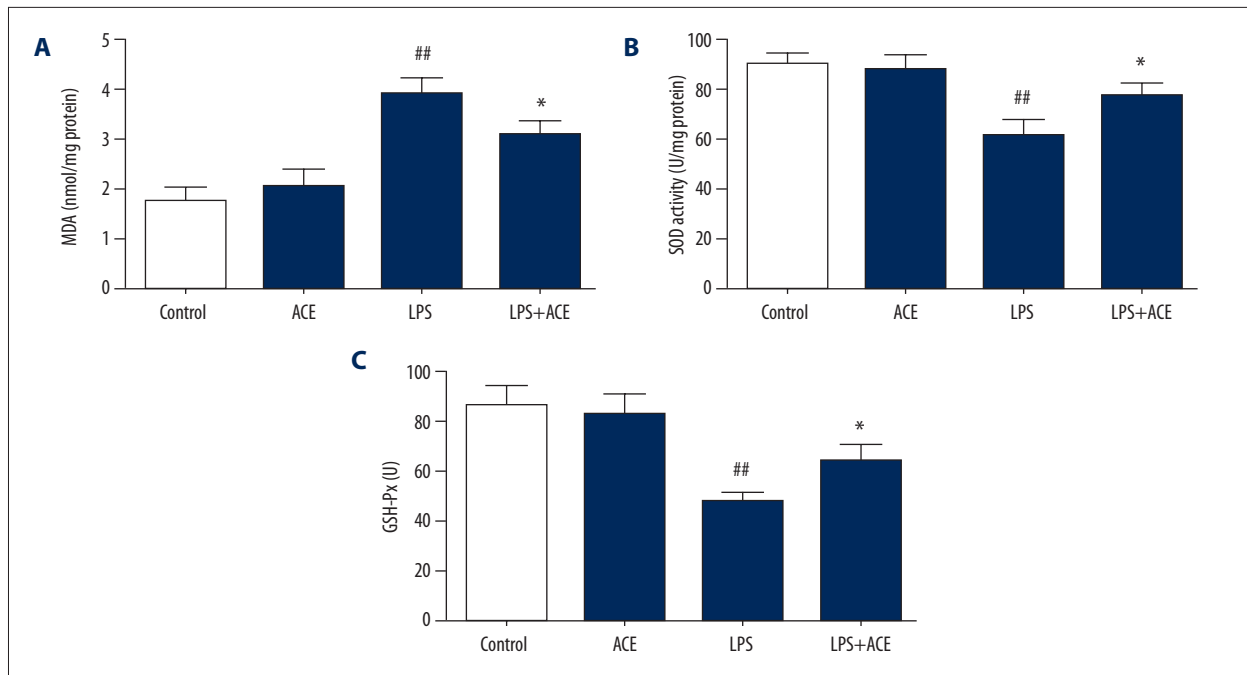 A
MDA (nmol/mg protein)
5
4
3
2
1
0
##
*
Control ACE LPS LPS+ACE
B
SOD activity (U/mg protein)
100
80
60
40
20
0
##
*
Control ACE LPS LPS+ACE
C
GSH-Px (U)
100
80
60
40
20
0
##
*
Control ACE LPS LPS+ACE